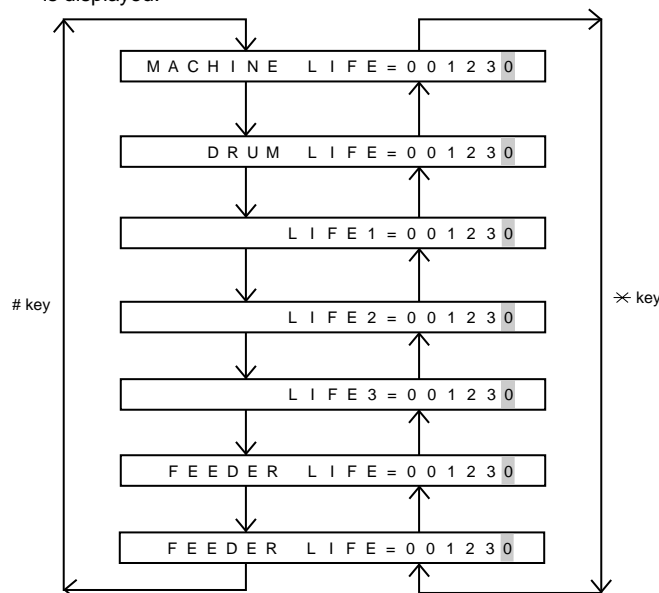 is displayed.
MACHINE LIFE=001230
DRUM LIFE=001230
LIFE1=001230
# key
LIFE2=001230
✳ key
LIFE3=001230
FEEDER LIFE=001230
FEEDER LIFE=001230